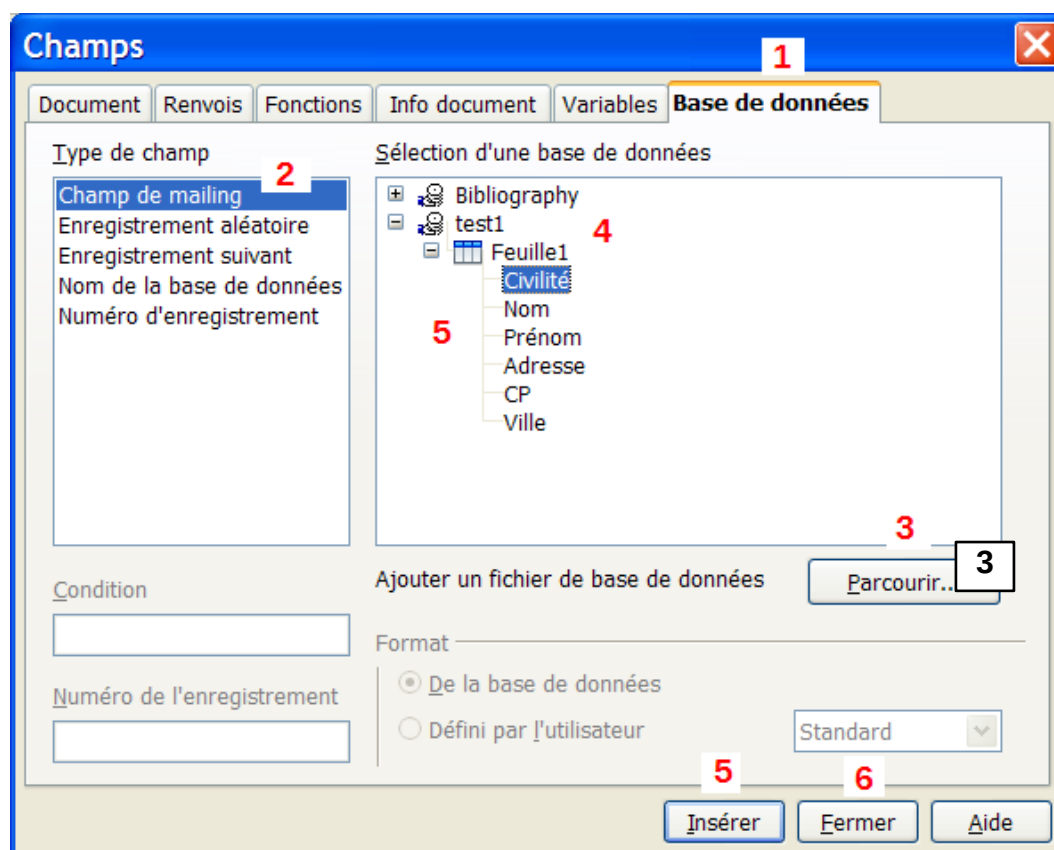 Champs
1
Document Renvois Fonctions Info document Variables Base de données
Type de champ
2
Champ de mailing
Enregistrement aléatoire
Enregistrement suivant
Nom de la base de données
Numéro d'enregistrement
Sélection d'une base de données
Bibliography
test1
4
Feuille1
Civilité
Nom
5
Prénom
Adresse
CP
Ville
3
Ajouter un fichier de base de données Parcourir..
3
Condition
Numéro de l'enregistrement
Format
De la base de données
Défini par l'utilisateur Standard
5 6
Insérer Fermer Aide